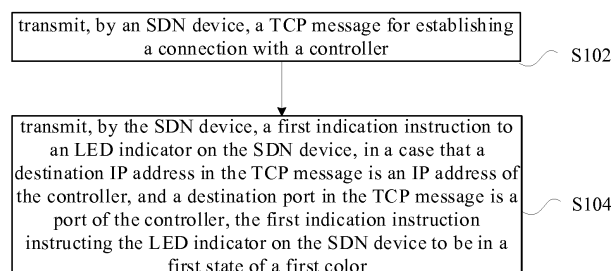 transmit, by an SDN device, a TCP message for establishing
a connection with a controller
S102
transmit, by the SDN device, a first indication instruction to
an LED indicator on the SDN device, in a case that a
destination IP address in the TCP message is an IP address of
the controller, and a destination port in the TCP message is a
port of the controller, the first indication instruction
instructing the LED indicator on the SDN device to be in a
first state of a first color
S104